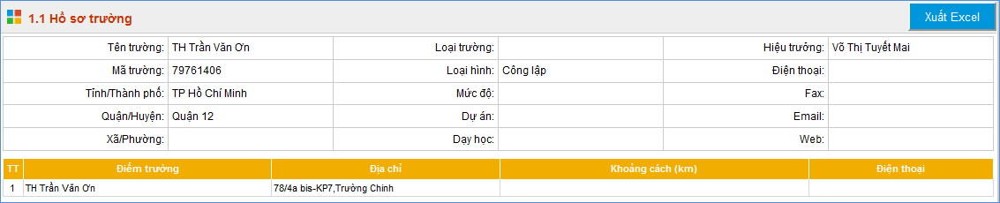 1.1 Hồ sơ trường Xuất Excel
Tên trường: TH Trần Văn Ơn Loại trường: Hiệu trưởng: Võ Thị Tuyết Mai
Mã trường: 79761406 Loại hình: Công lập Điện thoại:
Tỉnh/Thành phố: TP Hồ Chí Minh Mức độ: Fax:
Quận/Huyện: Quận 12 Dự án: Email:
Xã/Phường: Dạy học: Web:
TT Điểm trường Địa chỉ Khoảng cách (km) Điện thoại
1 TH Trần Văn Ơn 78/4a bis-KP7,Trường Chinh